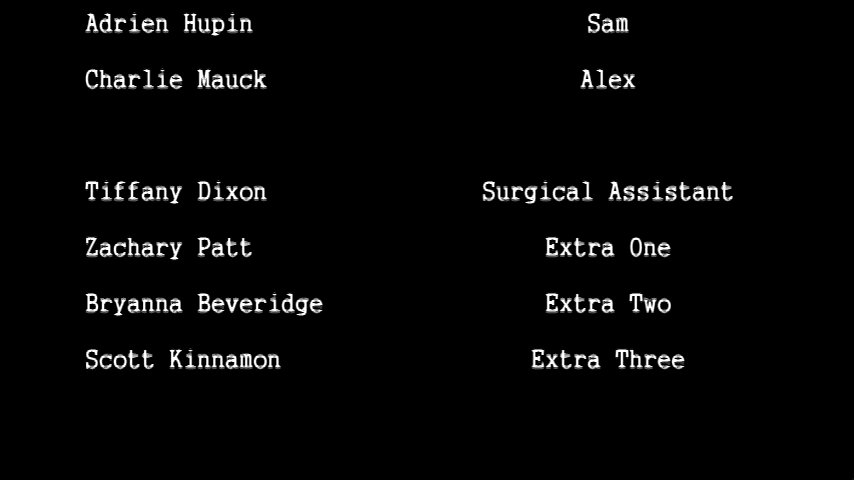 Adrien Hupin Sam
Charlie Mauck Alex
Tiffany Dixon Surgical Assistant
Zachary Patt Extra One
Bryanna Beveridge Extra Two
Scott Kinnamon Extra Three